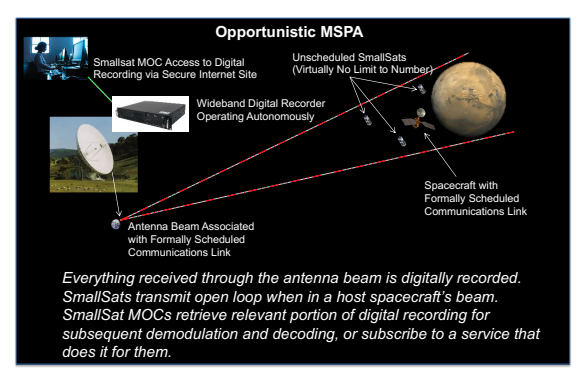 Opportunistic MSPA
Smallsat MOC Access to Digital
Recording via Secure Internet Site
Unscheduled SmallSats
(Virtually No Limit to Number)
Wideband Digital Recorder
Operating Autonomously
Spacecraft with
Formally Scheduled
Communications Link
Antenna Beam Associated
with Formally Scheduled
Communications Link
Everything received through the antenna beam is digitally recorded.
SmallSats transmit open loop when in a host spacecraft's beam.
SmallSat MOCs retrieve relevant portion of digital recording for
subsequent demodulation and decoding, or subscribe to a service that
does it for them.